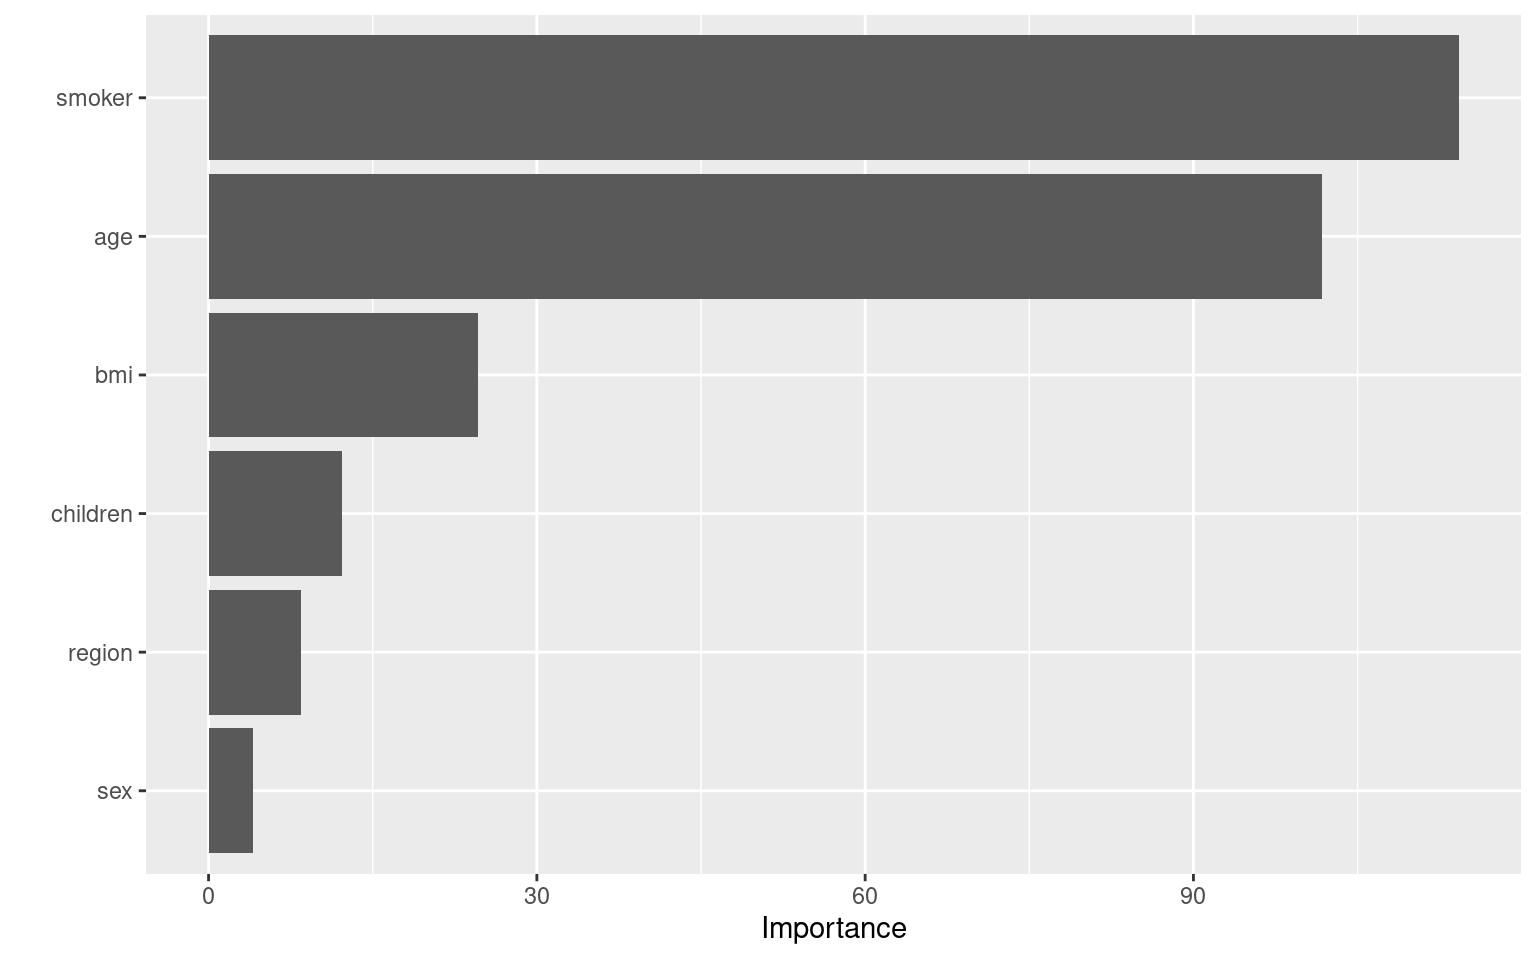 smoker
age
bmi
children
region
sex
0 30 60 90
Importance